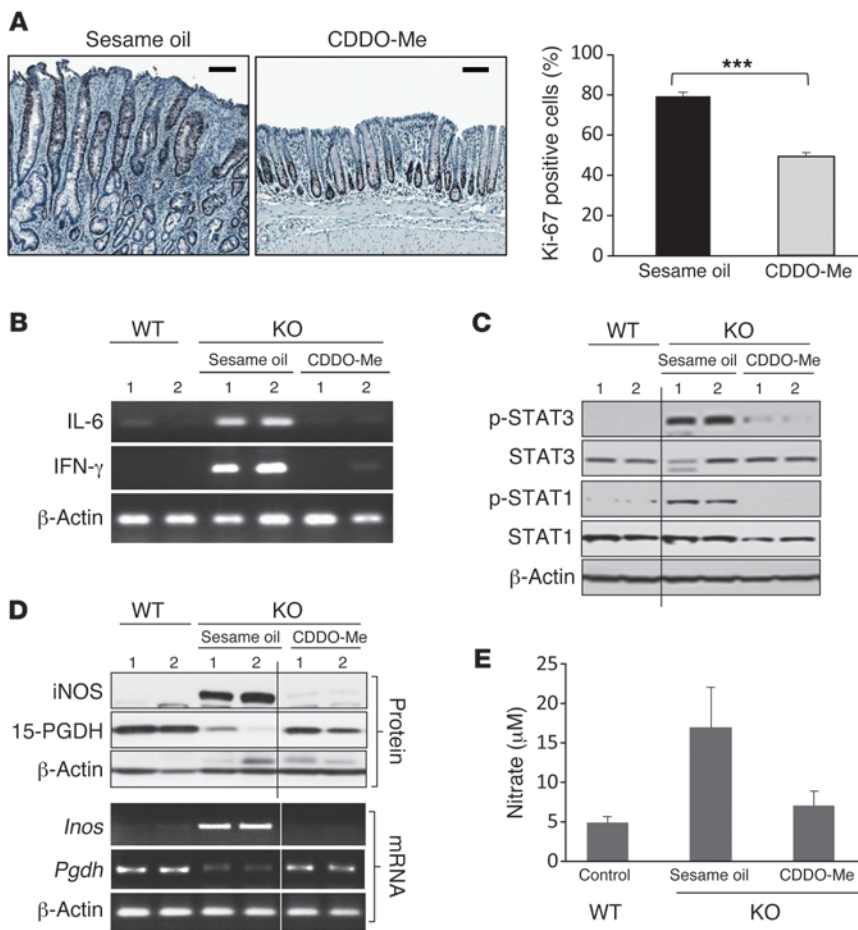 A
Sesame oil CDDO-Me
Ki-67 positive cells (%)
100
80
60
40
20
0
***
Sesame oil CDDO-Me
B
WT KO
Sesame oil CDDO-Me
1 2 1 2 1 2
IL-6
IFN-γ
β-Actin
C
WT KO
Sesame oil CDDO-Me
1 2 1 2 1 2
p-STAT3
STAT3
p-STAT1
STAT1
β-Actin
D
WT KO
Sesame oil CDDO-Me
1 2 1 2 1 2
iNOS
15-PGDH
β-Actin
Protein
Inos
Pgdh
β-Actin
mRNA
E
Nitrate (μM)
25
20
15
10
5
0
Control Sesame oil CDDO-Me
WT KO